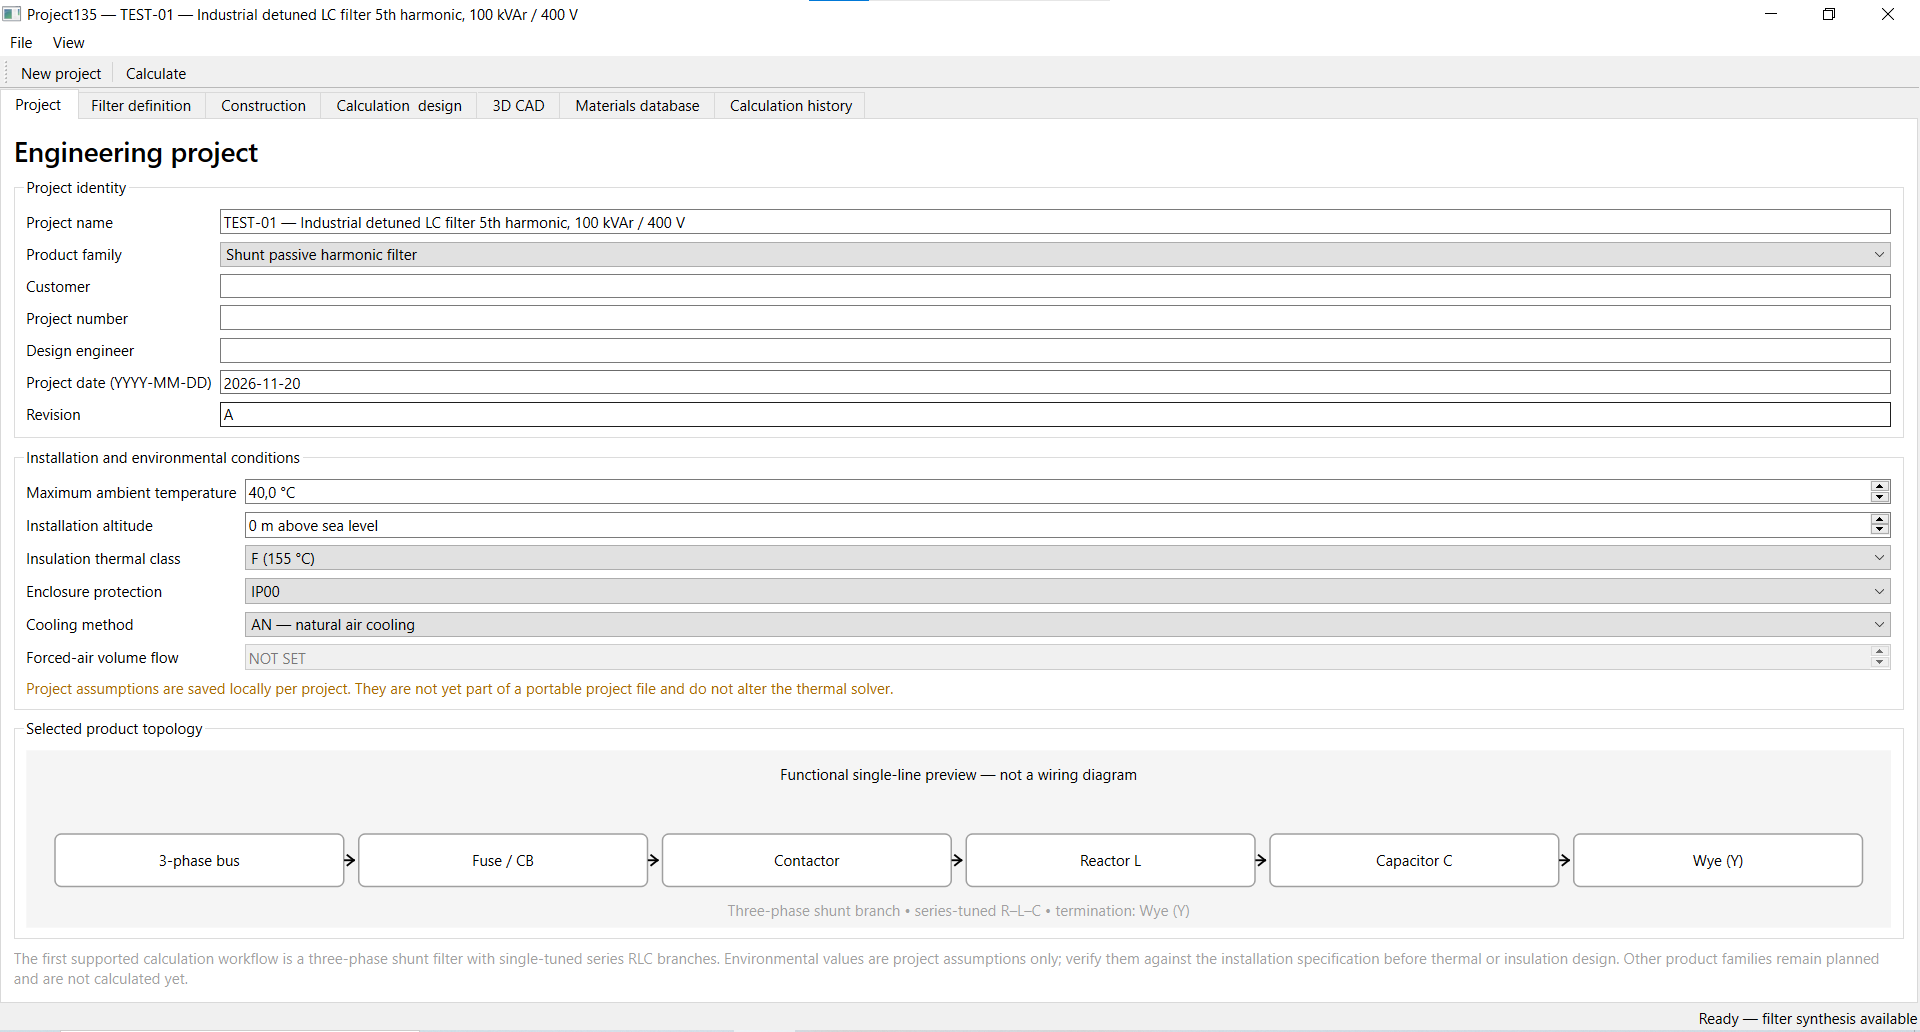 Project135 — TEST-01 — Industrial detuned LC filter 5th harmonic, 100 kVAr / 400 V
File View
New project Calculate
Project Filter definition Construction Calculation design 3D CAD Materials database Calculation history
Engineering project
Project identity
Project name TEST-01 — Industrial detuned LC filter 5th harmonic, 100 kVAr / 400 V
Product family Shunt passive harmonic filter
Customer
Project number
Design engineer
Project date (YYYY-MM-DD) 2026-11-20
Revision A
Installation and environmental conditions
Maximum ambient temperature 40,0 °C
Installation altitude 0 m above sea level
Insulation thermal class F (155 °C)
Enclosure protection IP00
Cooling method AN — natural air cooling
Forced-air volume flow NOT SET
Project assumptions are saved locally per project. They are not yet part of a portable project file and do not alter the thermal solver.
Selected product topology
Functional single-line preview — not a wiring diagram
3-phase bus Fuse / CB Contactor Reactor L Capacitor C Wye (Y)
Three-phase shunt branch • series-tuned R–L–C • termination: Wye (Y)
The first supported calculation workflow is a three-phase shunt filter with single-tuned series RLC branches. Environmental values are project assumptions only; verify them against the installation specification before thermal or insulation design. Other product families remain planned
and are not calculated yet.
Ready — filter synthesis available